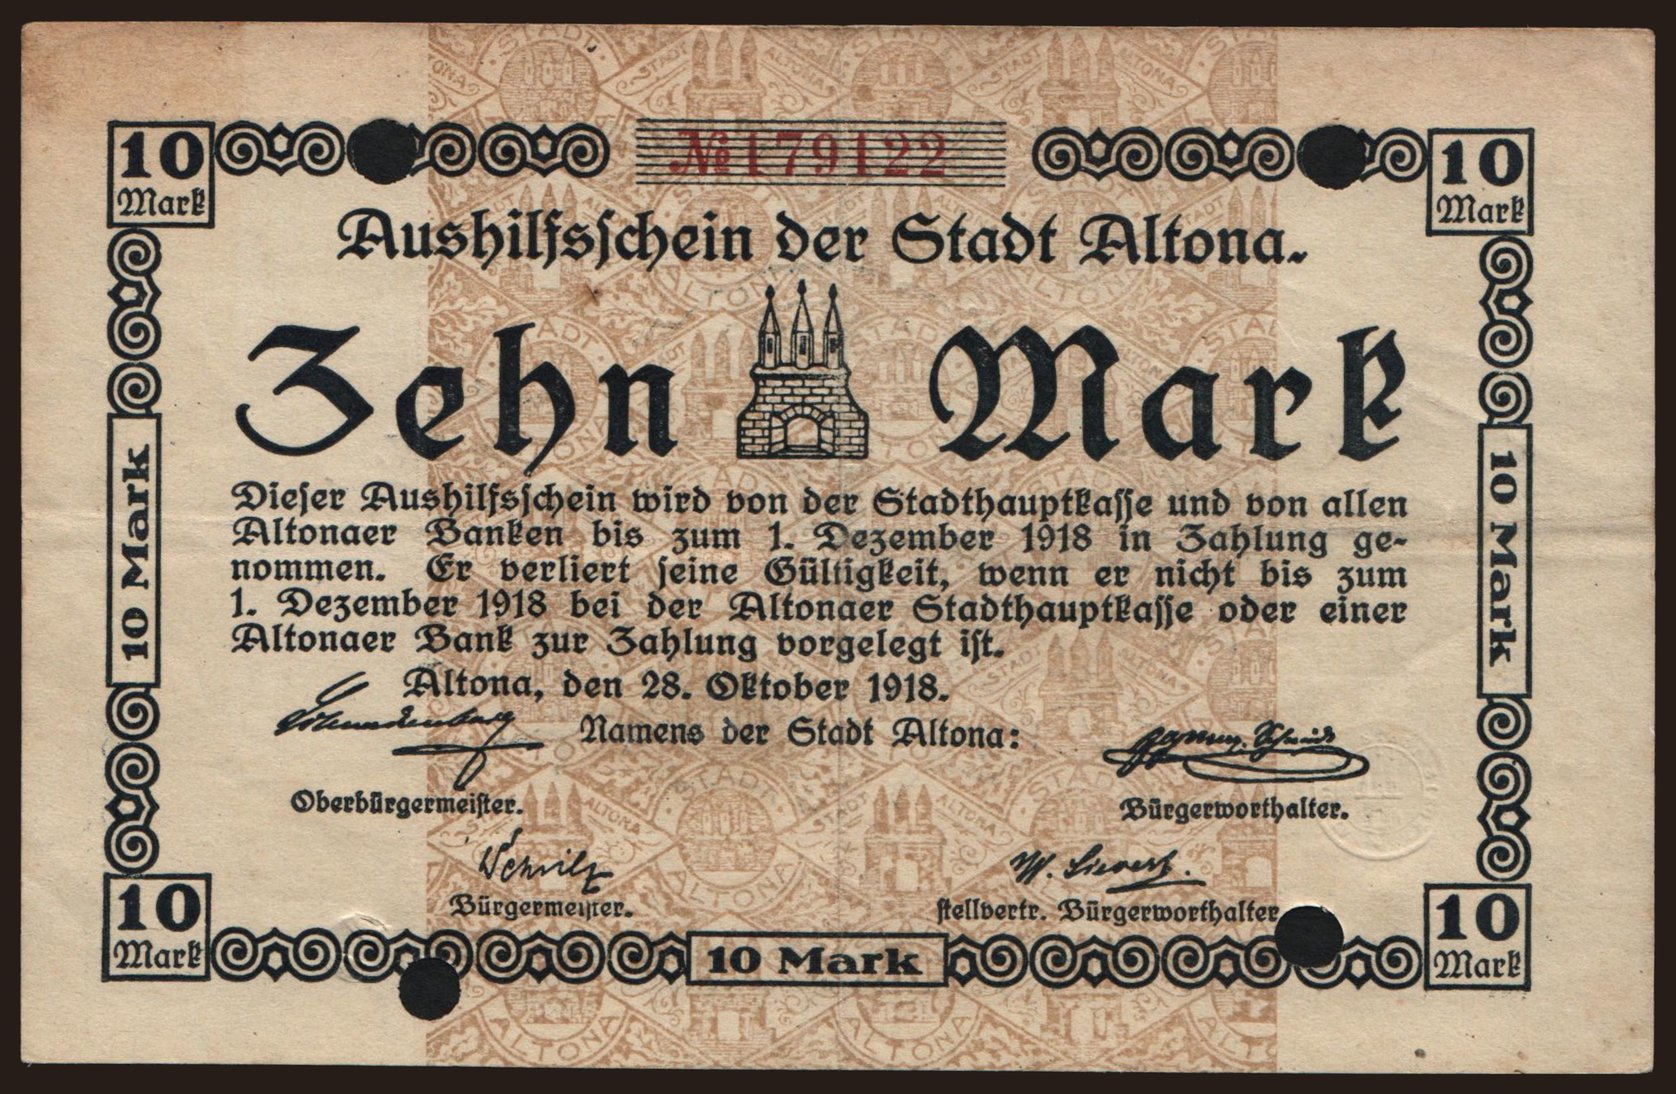 10 Mark
№ 179122
10 Mark
Aushilfsschein der Stadt Altona.
Zehn Mark
10 Mark
10 Mark
Dieser Aushilfsschein wird von der Stadthauptkasse und von allen
Altonaer Banken bis zum 1. Dezember 1918 in Zahlung ge-
nommen. Er verliert seine Gültigkeit, wenn er nicht bis zum
1. Dezember 1918 bei der Altonaer Stadthauptkasse oder einer
Altonaer Bank zur Zahlung vorgelegt ist.
Altona, den 28. Oktober 1918.
Namens der Stadt Altona:
Oberbürgermeister.
Bürgerworthalter.
W. Sievert.
Bürgermeister.
stellvertr. Bürgerworthalter
10 Mark
10 Mark
10 Mark
STADT ALTONA